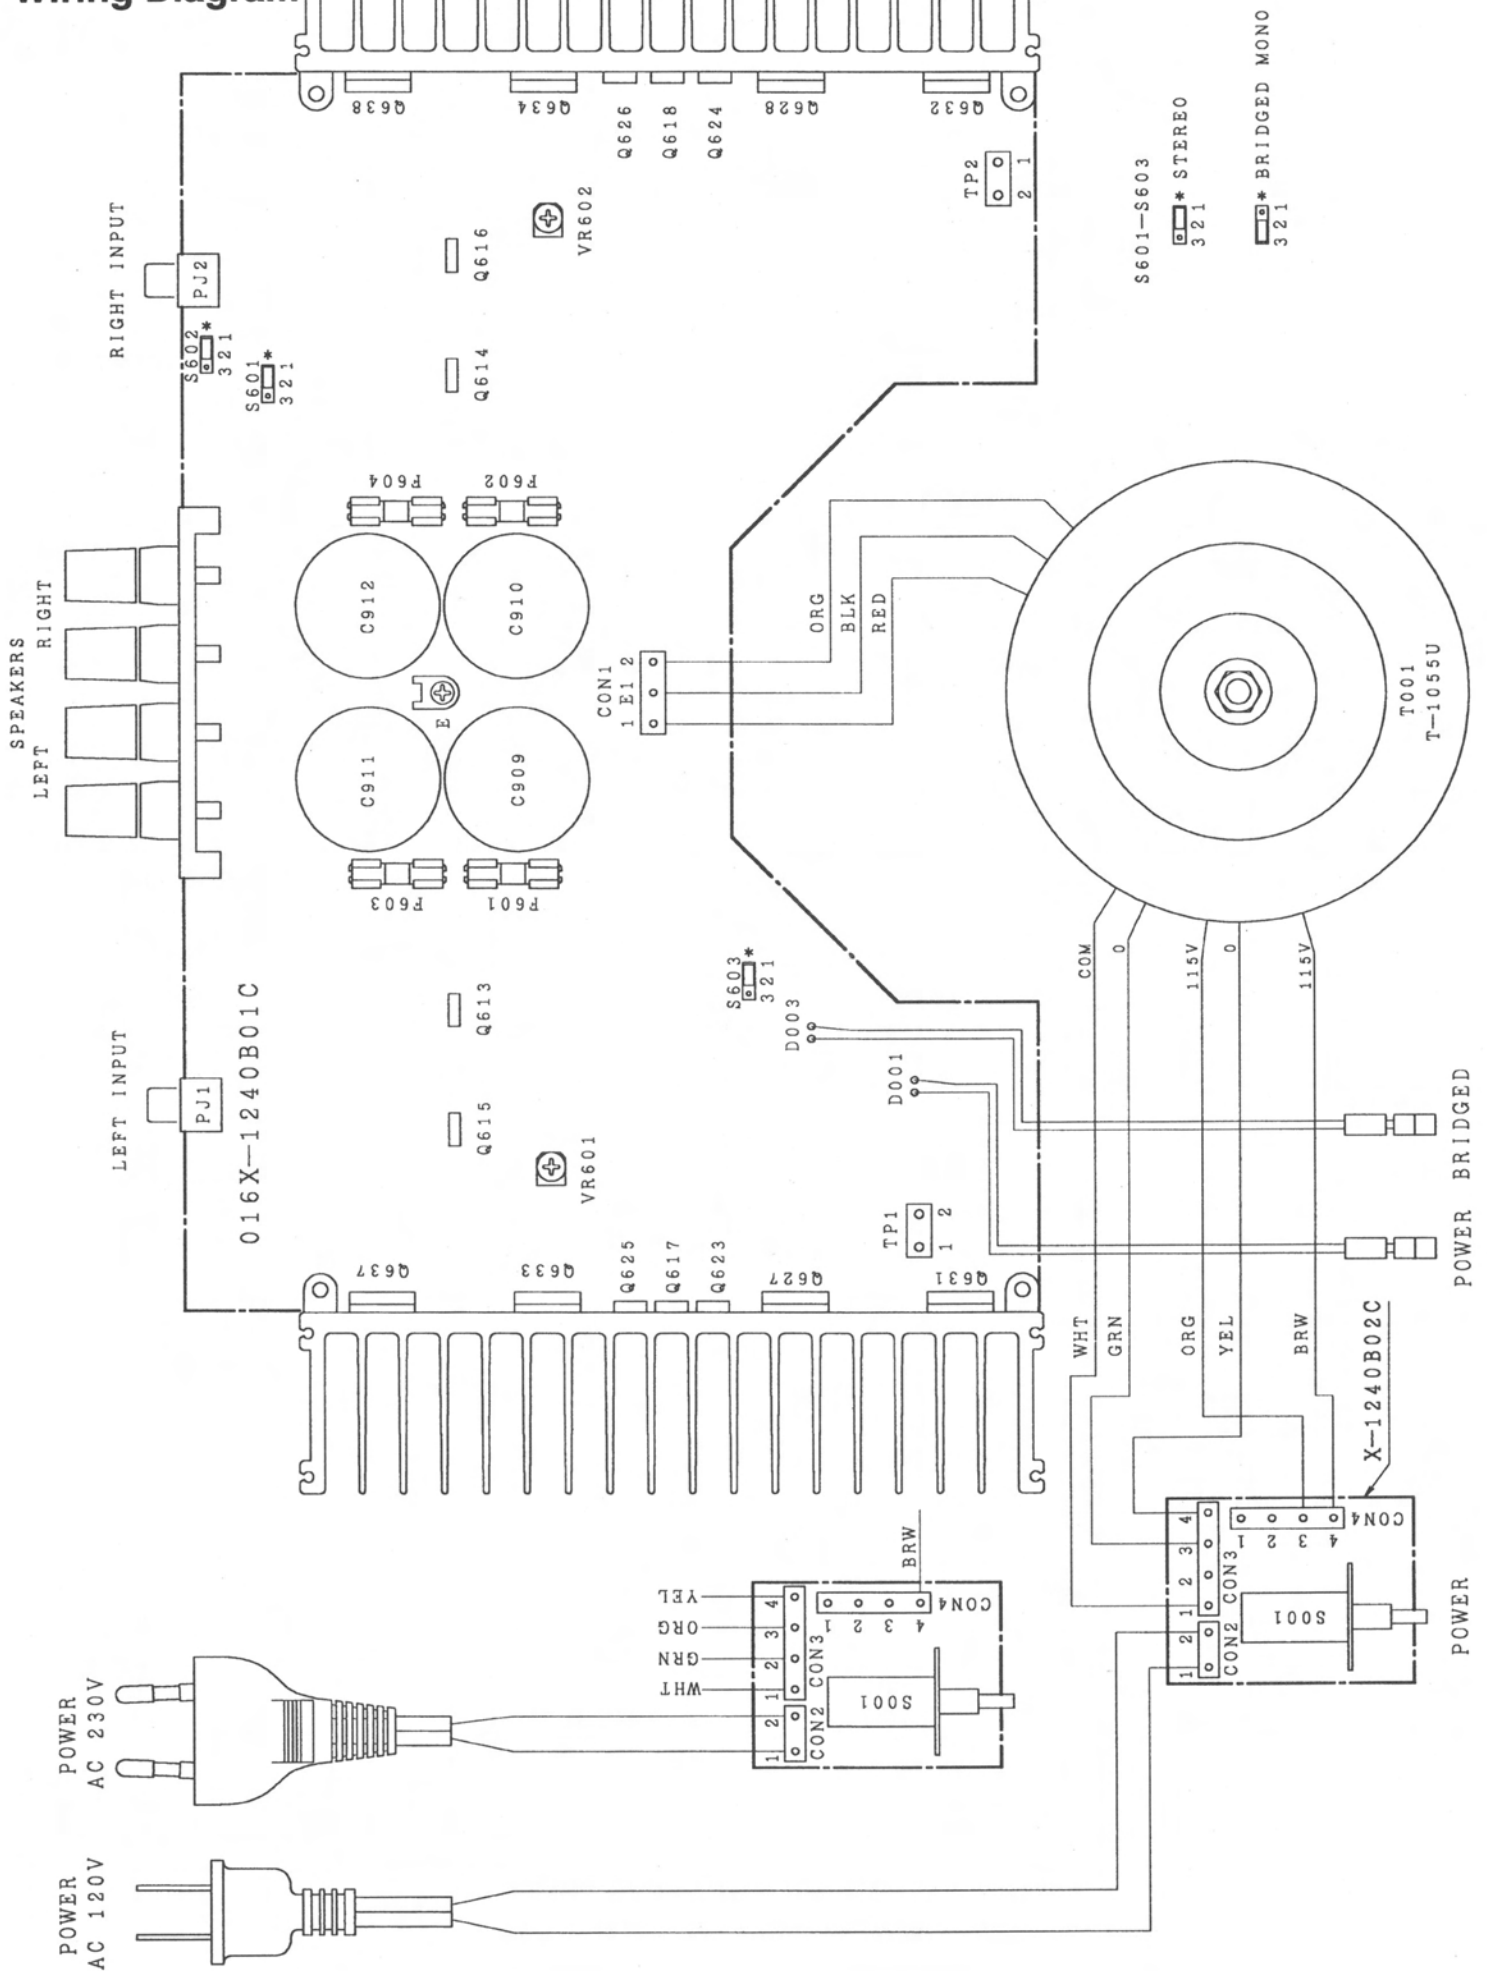 Wiring Diagram
Q638
Q634
Q626
Q618
Q624
Q628
Q632
TP2
2 1
VR602
Q616
Q614
RIGHT INPUT
PJ2
S602 *
3 2 1
S601 *
3 2 1
S601-S603
* STEREO
3 2 1
* BRIDGED MONO
3 2 1
SPEAKERS
LEFT RIGHT
F604
F602
C912
C910
C911
C909
E
F603
F601
CON1
1 E1 2
ORG
BLK
RED
T001
T-1055U
LEFT INPUT
PJ1
016X-1240B01C
Q613
Q615
VR601
S603 *
3 2 1
D003
D001
TP1
1 2
Q637
Q633
Q625
Q617
Q623
Q627
Q631
COM
0
115V
0
115V
WHT
GRN
ORG
YEL
BRW
POWER BRIDGED
X-1240B02C
POWER
AC 230V
WHT
GRN
ORG
YEL
BRW
1 2
CON2
1 2 3 4
CON3
1 2 3 4
CON4
S001
POWER
AC 120V
1 2
CON2
1 2 3 4
CON3
1 2 3 4
CON4
S001
POWER